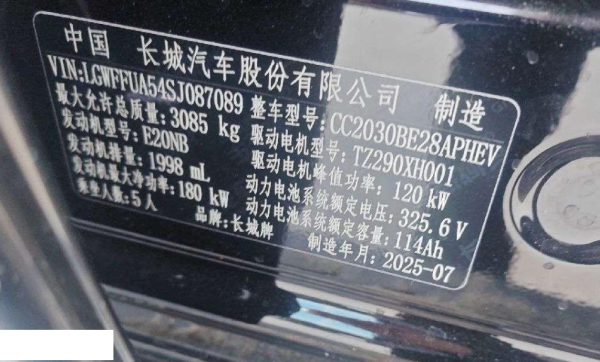 中国 长城汽车股份有限公司 制造
VIN:LGWFFUA54SJ087089 整车型号:CC2030BE28APHEV
最大允许总质量:3085 kg 驱动电机型号:TZ290XH001
发动机型号:E20NB 驱动电机峰值功率:120 kW
发动机排量:1998 mL 动力电池系统额定电压:325.6 V
发动机最大净功率:180 kW 动力电池系统额定容量:114Ah
乘坐人数:5人 品牌:长城牌 制造年月:2025-07